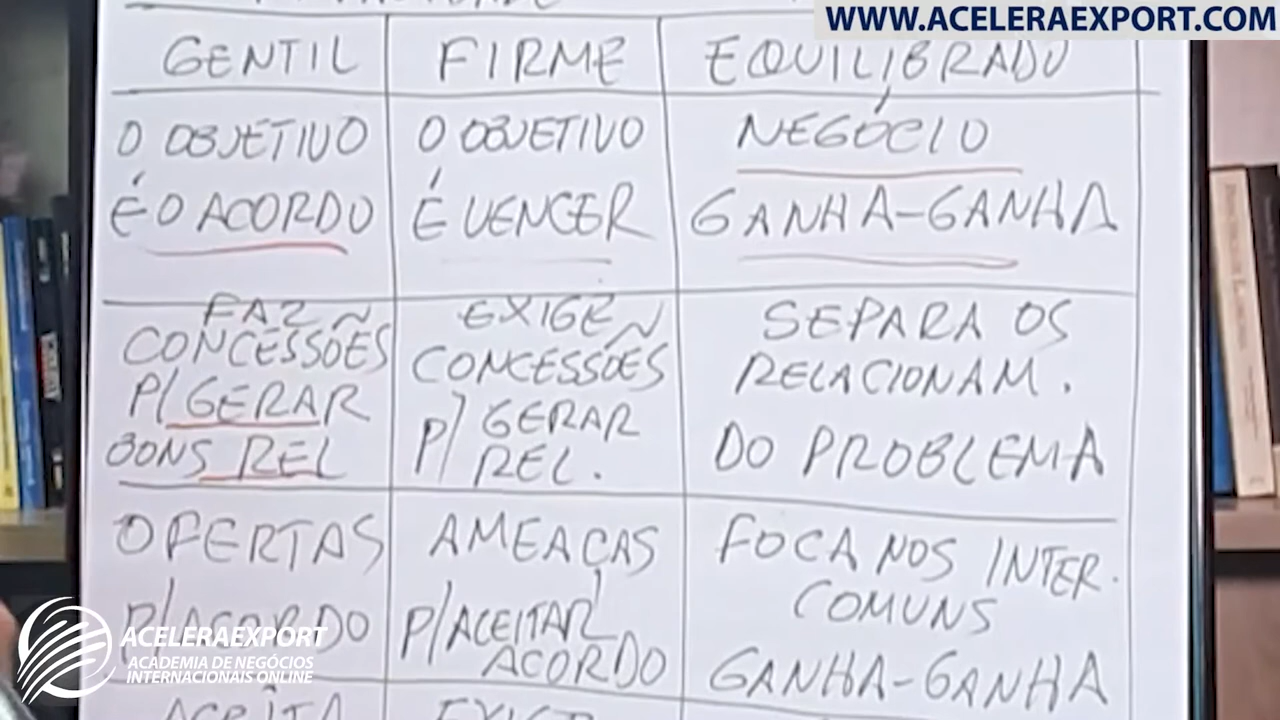 WWW.ACELERAEXPORT.COM
GENTIL
FIRME
EQUILIBRADO
O OBJETIVO
É O ACORDO
O OBJETIVO
É VENCER
NEGÓCIO
GANHA-GANHA
FAZ
CONCESSÕES
P/ GERAR
BONS REL
EXIGE
CONCESSÕES
P/ GERAR
REL.
SEPARA OS
RELACIONAM.
DO PROBLEMA
OFERTAS
P/ACORDO
AMEAÇAS
P/ACEITAR
ACORDO
FOCA NOS INTER.
COMUNS
GANHA-GANHA
ACELERAEXPORT
ACADEMIA DE NEGÓCIOS
INTERNACIONAIS ONLINE